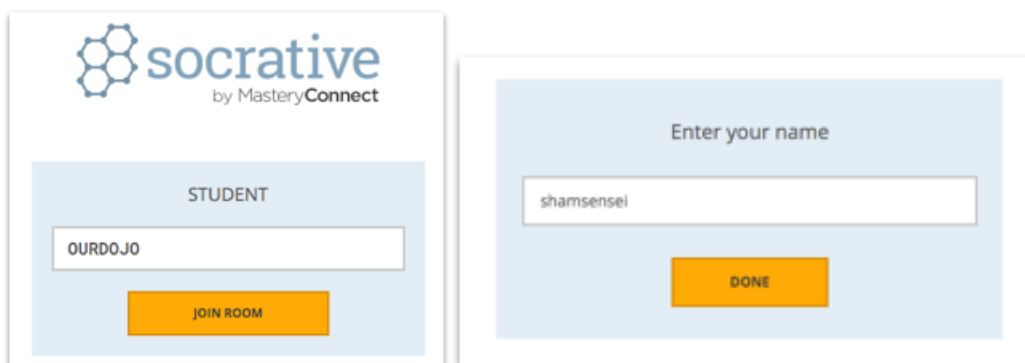 socrative
by MasteryConnect
STUDENT
OURDOJO
JOIN ROOM
Enter your name
shamsensei
DONE